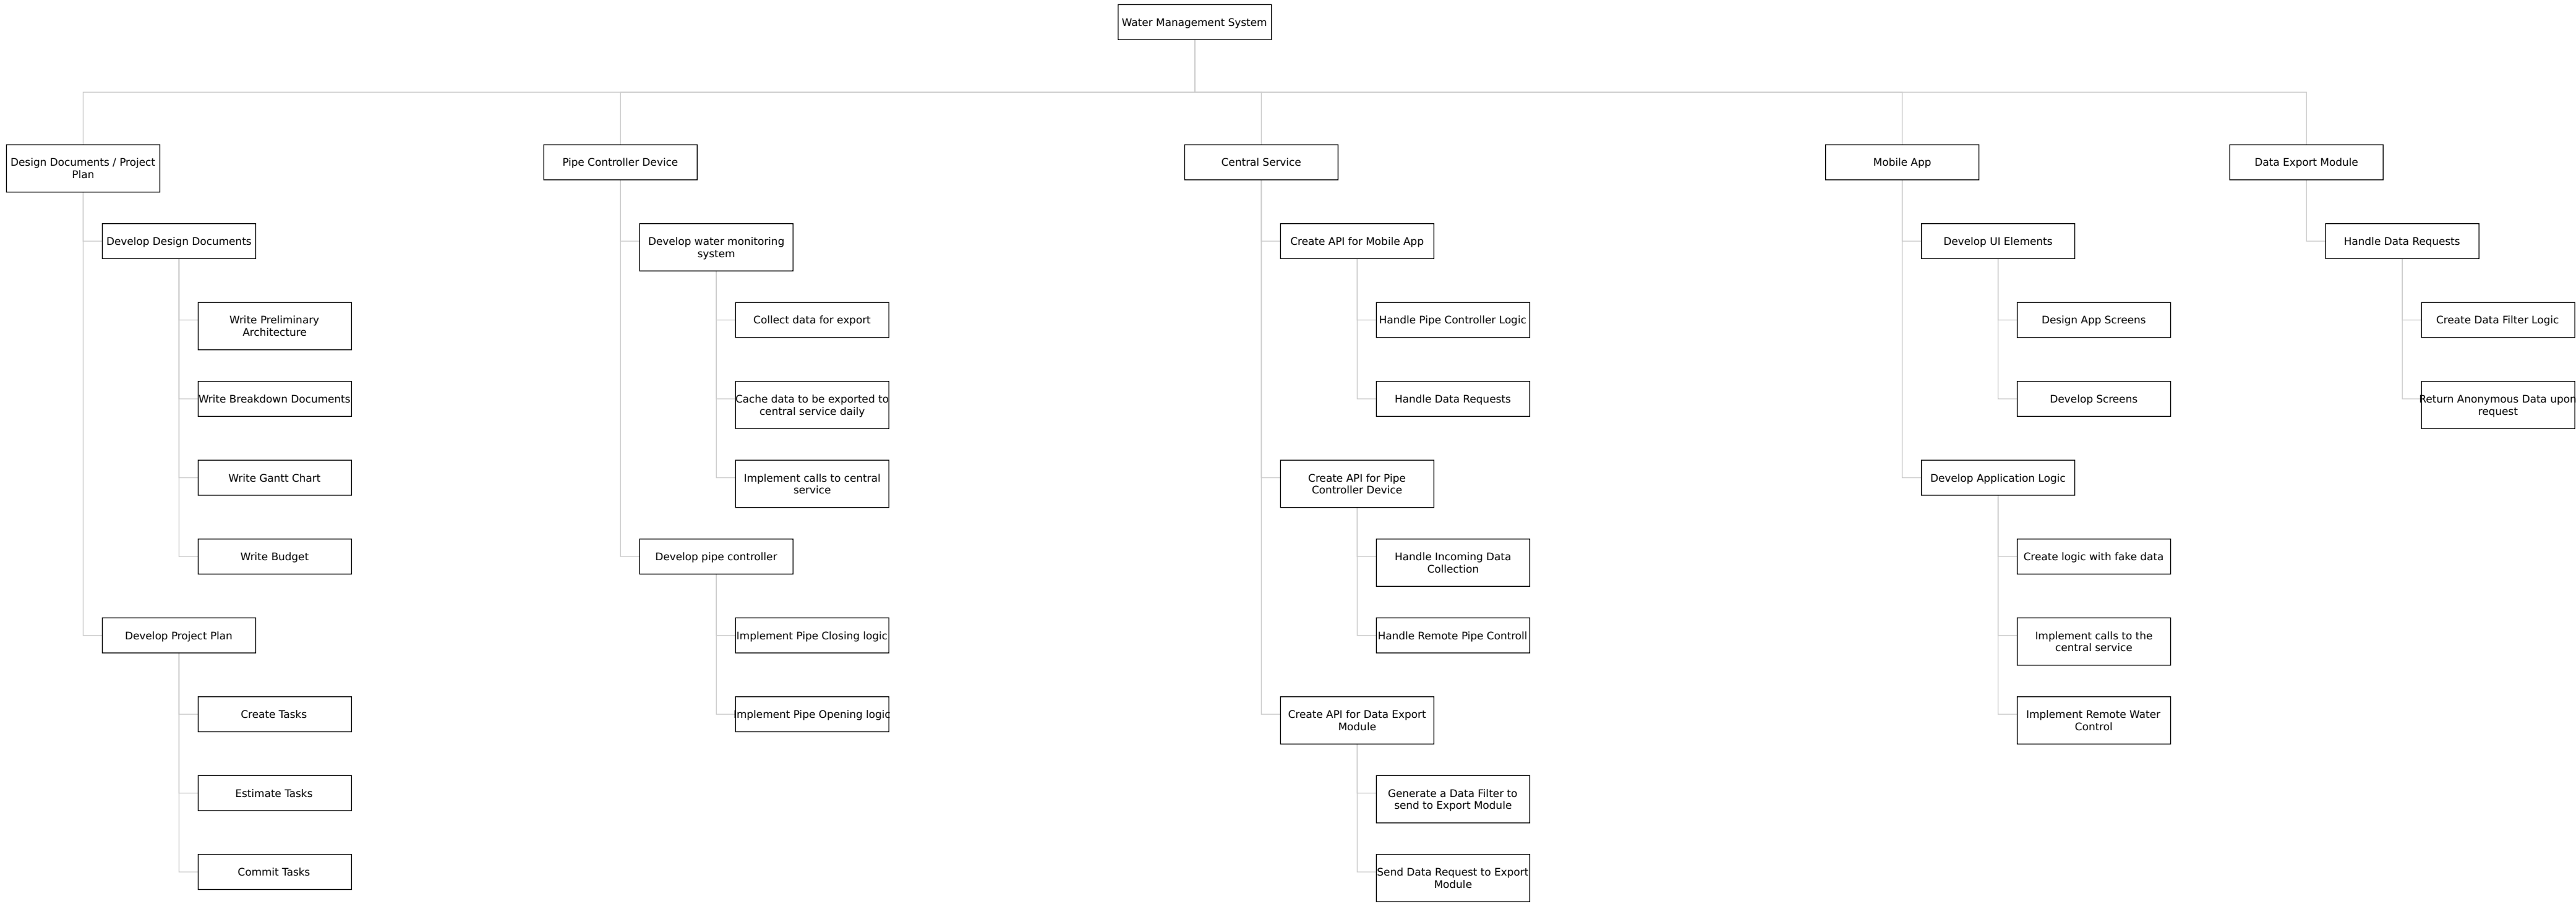 Water Management System
Design Documents / Project
Plan
Develop Design Documents
Write Preliminary
Architecture
Write Breakdown Documents
Write Gantt Chart
Write Budget
Develop Project Plan
Create Tasks
Estimate Tasks
Commit Tasks
Pipe Controller Device
Develop water monitoring
system
Collect data for export
Cache data to be exported to
central service daily
Implement calls to central
service
Develop pipe controller
Implement Pipe Closing logic
Implement Pipe Opening logic
Central Service
Create API for Mobile App
Handle Pipe Controller Logic
Handle Data Requests
Create API for Pipe
Controller Device
Handle Incoming Data
Collection
Handle Remote Pipe Controll
Create API for Data Export
Module
Generate a Data Filter to
send to Export Module
Send Data Request to Export
Module
Mobile App
Develop UI Elements
Design App Screens
Develop Screens
Develop Application Logic
Create logic with fake data
Implement calls to the
central service
Implement Remote Water
Control
Data Export Module
Handle Data Requests
Create Data Filter Logic
Return Anonymous Data upon
request